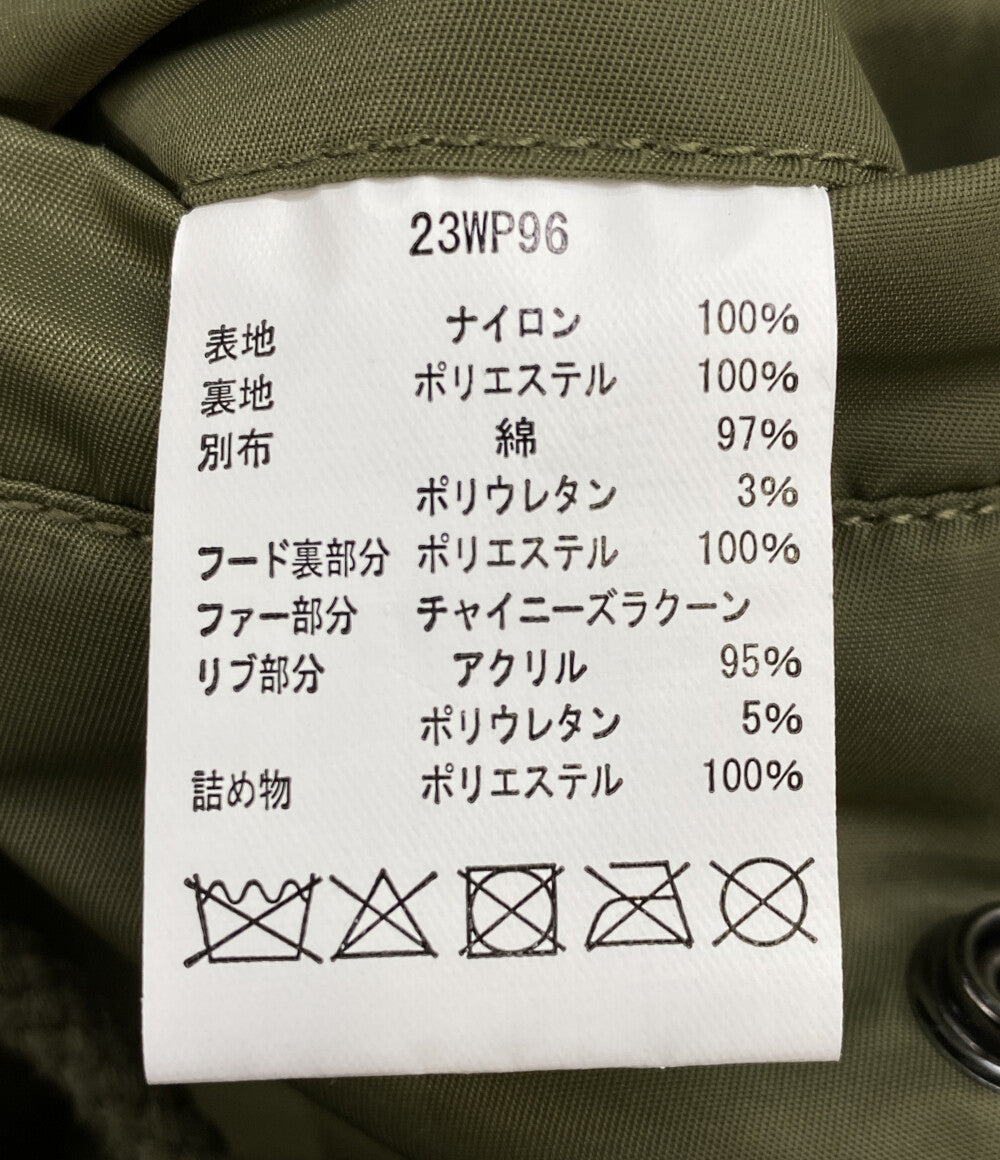 23WP96
表地 ナイロン 100%
裏地 ポリエステル 100%
別布 綿 97%
ポリウレタン 3%
フード裏部分 ポリエステル 100%
ファー部分 チャイニーズラクーン
リブ部分 アクリル 95%
ポリウレタン 5%
詰め物 ポリエステル 100%